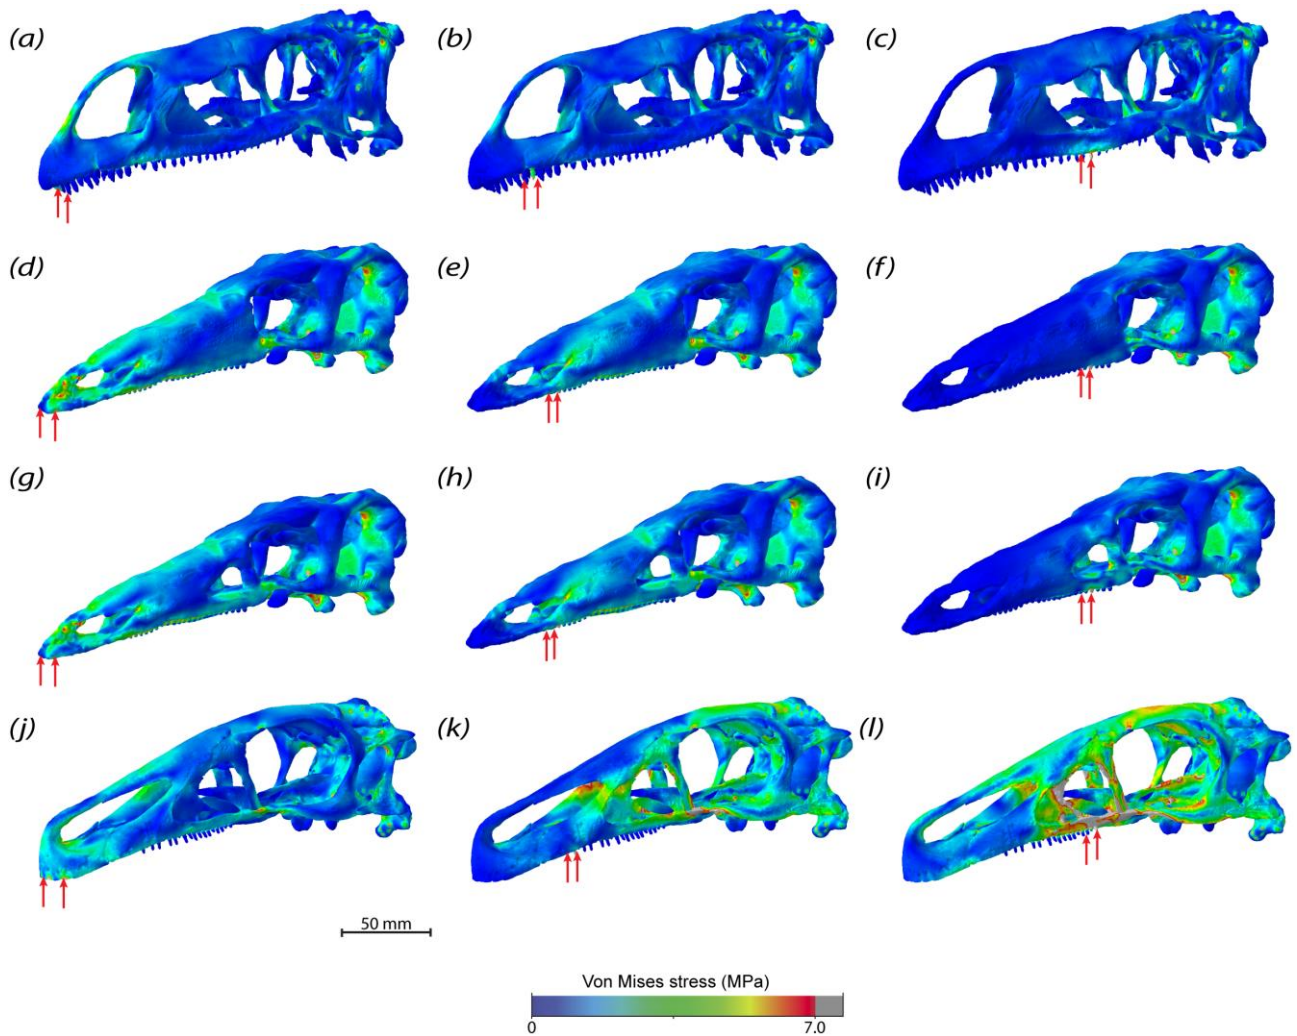 (a) (b) (c)
(d) (e) (f)
(g) (h) (i)
(j) (k) (l)
50 mm
Von Mises stress (MPa)
0 7.0